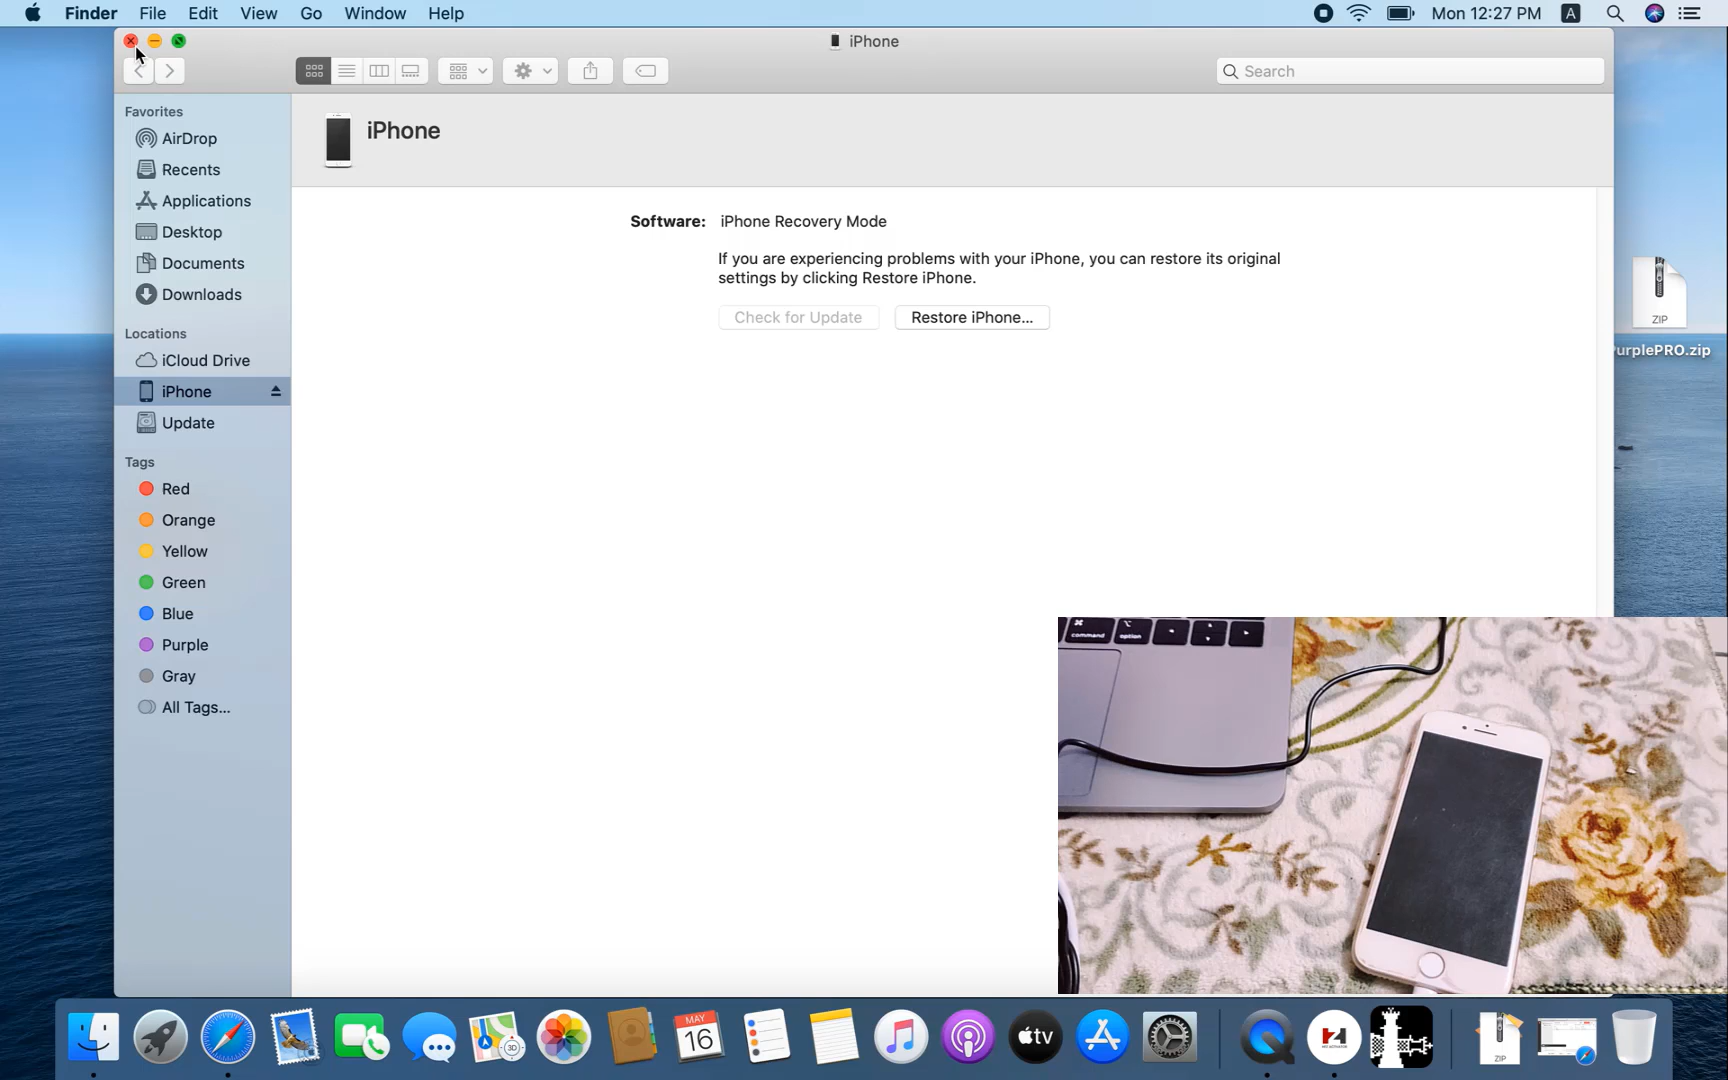 Finder File Edit View Go Window Help
Mon 12:27 PM A
iPhone
Search
Favorites
AirDrop
Recents
Applications
Desktop
Documents
Downloads
Locations
iCloud Drive
iPhone
Update
Tags
Red
Orange
Yellow
Green
Blue
Purple
Gray
All Tags...
iPhone
Software: iPhone Recovery Mode
If you are experiencing problems with your iPhone, you can restore its original
settings by clicking Restore iPhone.
Check for Update Restore iPhone...
ZIP
urplePRO.zip
command option
MAY
16
3D
tv
ZIP